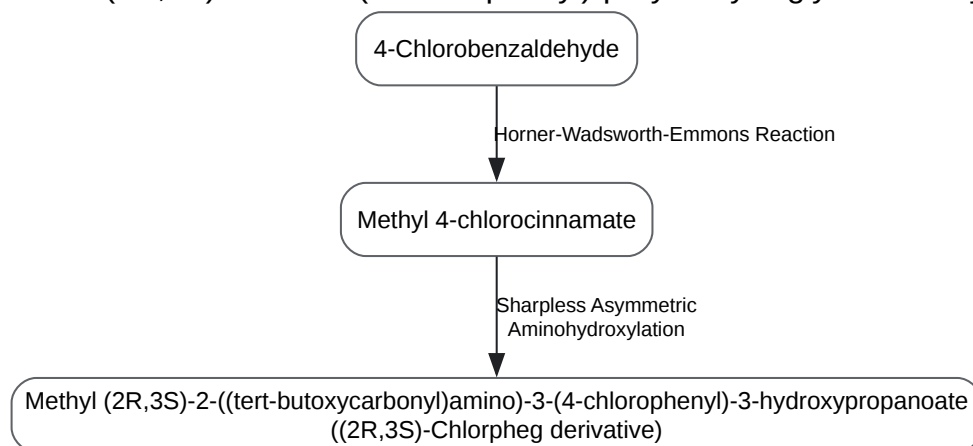 4-Chlorobenzaldehyde
Horner-Wadsworth-Emmons Reaction
Methyl 4-chlorocinnamate
Sharpless Asymmetric
Aminohydroxylation
Methyl (2R,3S)-2-((tert-butoxycarbonyl)amino)-3-(4-chlorophenyl)-3-hydroxypropanoate
((2R,3S)-Chlorpheg derivative)